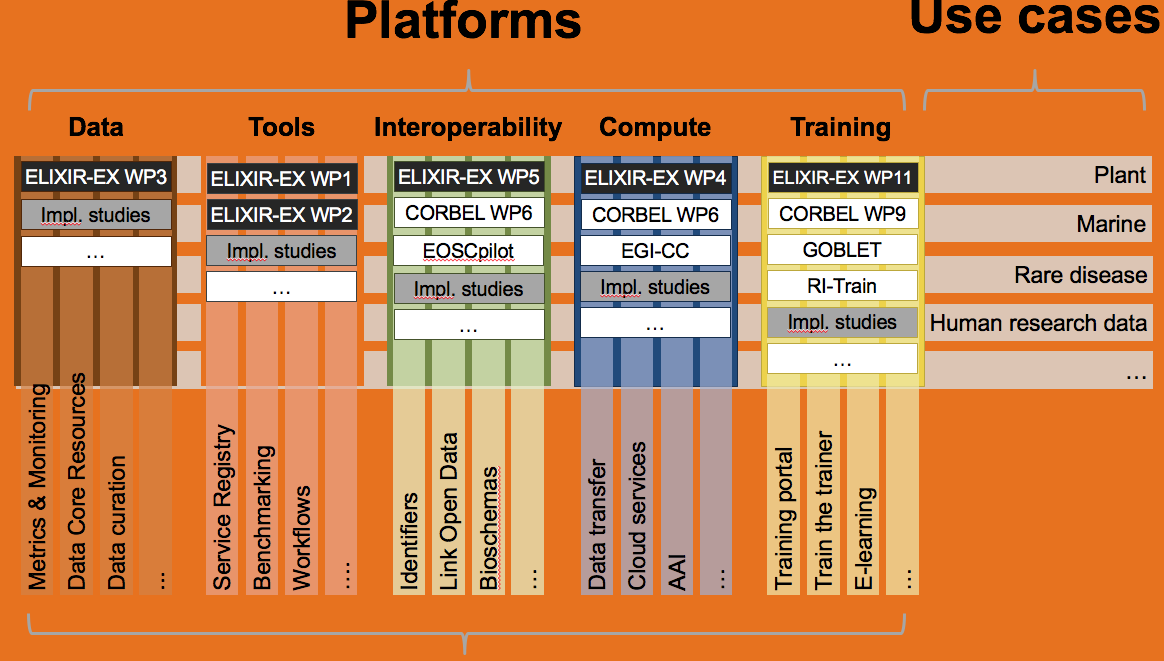 Platforms
Use cases
Data
Tools
Interoperability
Compute
Training
ELIXIR-EX WP3
Impl. studies
...
ELIXIR-EX WP1
ELIXIR-EX WP2
Impl. studies
...
ELIXIR-EX WP5
CORBEL WP6
EOSCpilot
Impl. studies
...
ELIXIR-EX WP4
CORBEL WP6
EGI-CC
Impl. studies
...
ELIXIR-EX WP11
CORBEL WP9
GOBLET
RI-Train
Impl. studies
...
Plant
Marine
Rare disease
Human research data
...
Metrics & Monitoring
Data Core Resources
Data curation
...
Service Registry
Benchmarking
Workflows
....
Identifiers
Link Open Data
Bioschemas
...
Data transfer
Cloud services
AAI
...
Training portal
Train the trainer
E-learning
...